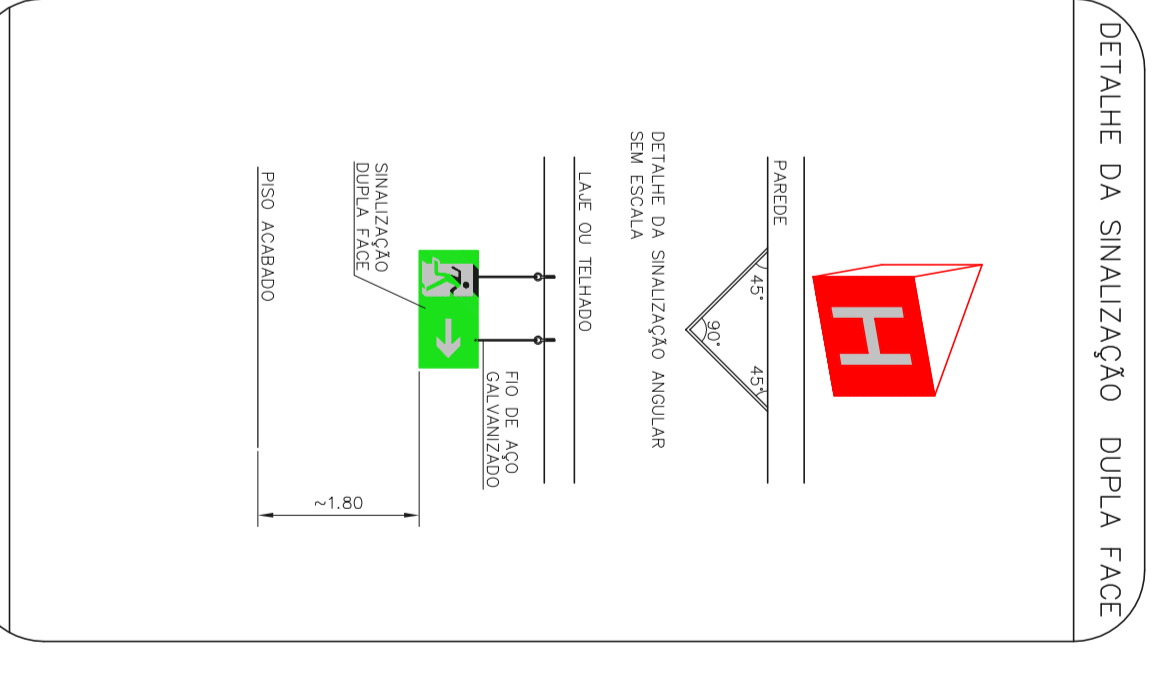 DETALHE DA SINALIZAÇÃO DUPLA FACE
H
PAREDE
45°
90°
45°
DETALHE DA SINALIZAÇÃO ANGULAR
SEM ESCALA
LAJE OU TELHADO
FIO DE AÇO
GALVANIZADO
SINALIZAÇÃO
DUPLA FACE
~1.80
PISO ACABADO